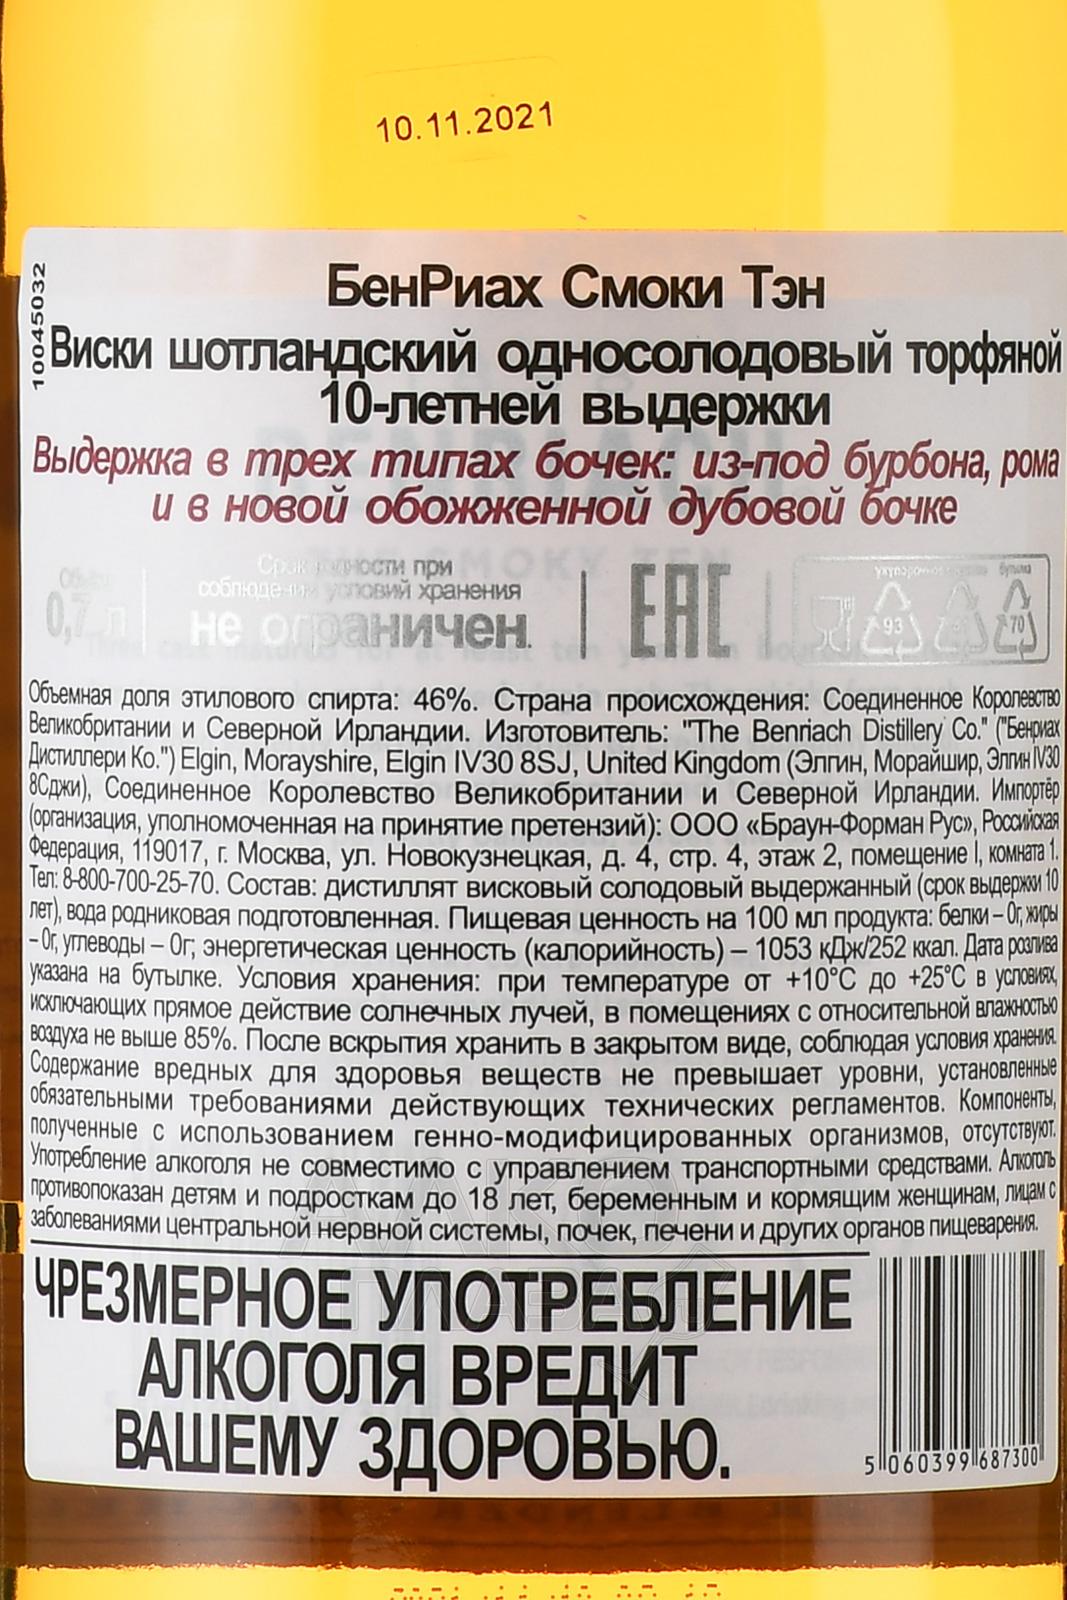 10.11.2021
10045032
БенРиах Смоки Тэн
Виски шотландский односолодовый торфяной
10-летней выдержки
Выдержка в трех типах бочек: из-под бурбона, рома
и в новой обожженной дубовой бочке
Объем
0,7 л
Срок годности при
соблюдении условий хранения
не ограничен.
EAC
укупорочное бутылка
93 70
Объемная доля этилового спирта: 46%. Страна происхождения: Соединенное Королевство
Великобритании и Северной Ирландии. Изготовитель: "The Benriach Distillery Co." ("Бенриах
Дистиллери Ко.") Elgin, Morayshire, Elgin IV30 8SJ, United Kingdom (Элгин, Морайшир, Элгин IV30
8Сджи), Соединенное Королевство Великобритании и Северной Ирландии. Импортёр
(организация, уполномоченная на принятие претензий): ООО «Браун-Форман Рус», Российская
Федерация, 119017, г. Москва, ул. Новокузнецкая, д. 4, стр. 4, этаж 2, помещение I, комната 1.
Тел: 8-800-700-25-70. Состав: дистиллят висковый солодовый выдержанный (срок выдержки 10
лет), вода родниковая подготовленная. Пищевая ценность на 100 мл продукта: белки – 0г, жиры
– 0г, углеводы – 0г; энергетическая ценность (калорийность) – 1053 кДж/252 ккал. Дата розлива
указана на бутылке. Условия хранения: при температуре от +10°С до +25°С в условиях,
исключающих прямое действие солнечных лучей, в помещениях с относительной влажностью
воздуха не выше 85%. После вскрытия хранить в закрытом виде, соблюдая условия хранения.
Содержание вредных для здоровья веществ не превышает уровни, установленные
обязательными требованиями действующих технических регламентов. Компоненты,
полученные с использованием генно-модифицированных организмов, отсутствуют.
Употребление алкоголя не совместимо с управлением транспортными средствами. Алкоголь
противопоказан детям и подросткам до 18 лет, беременным и кормящим женщинам, лицам с
заболеваниями центральной нервной системы, почек, печени и других органов пищеварения.
ЧРЕЗМЕРНОЕ УПОТРЕБЛЕНИЕ
АЛКОГОЛЯ ВРЕДИТ
ВАШЕМУ ЗДОРОВЬЮ.
5 060399 687300